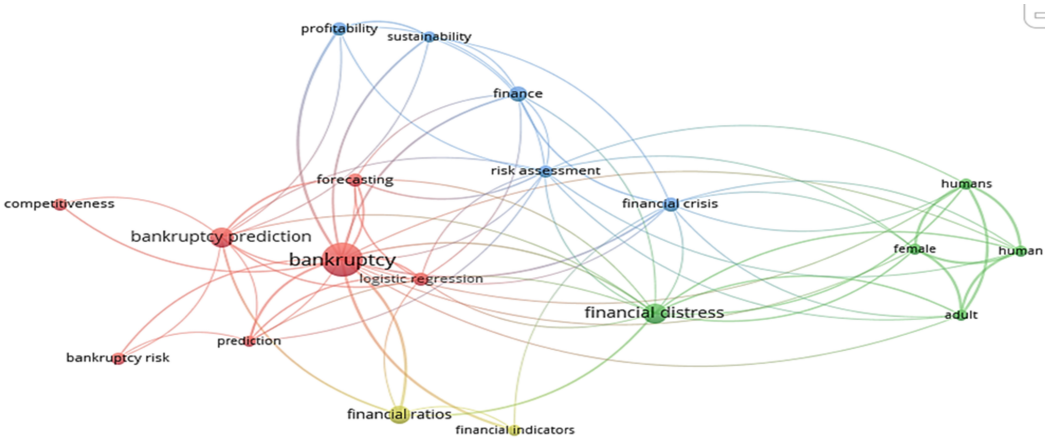 profitability
sustainability
finance
risk assessment
forecasting
humans
competitiveness
financial crisis
bankruptcy prediction
female
human
bankruptcy
logistic regression
financial distress
adult
prediction
bankruptcy risk
financial ratios
financial indicators